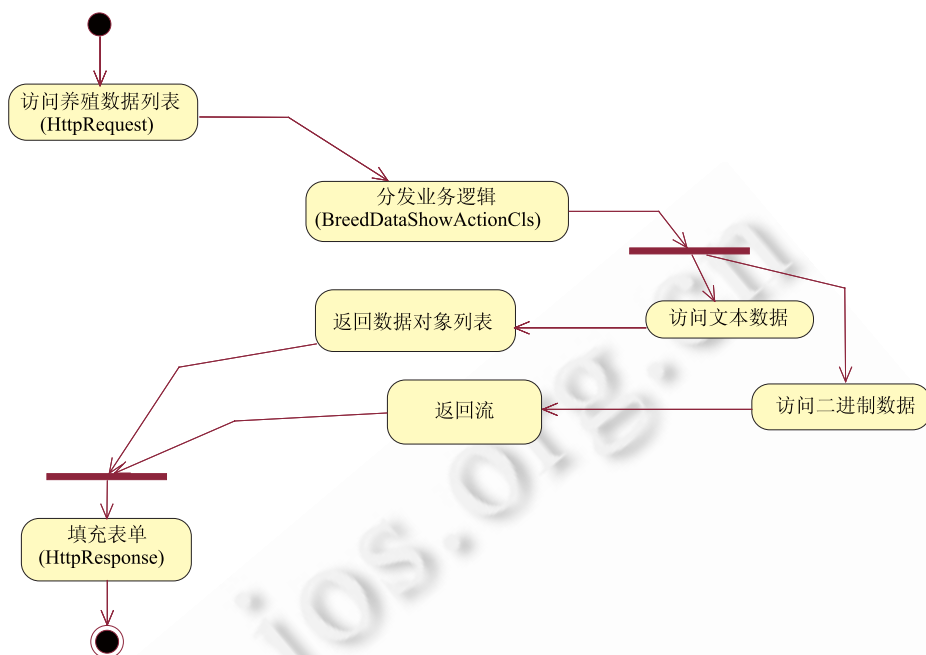 访问养殖数据列表
(HttpRequest)
分发业务逻辑
(BreedDataShowActionCls)
返回数据对象列表
访问文本数据
返回流
访问二进制数据
填充表单
(HttpResponse)
ios.org.cn